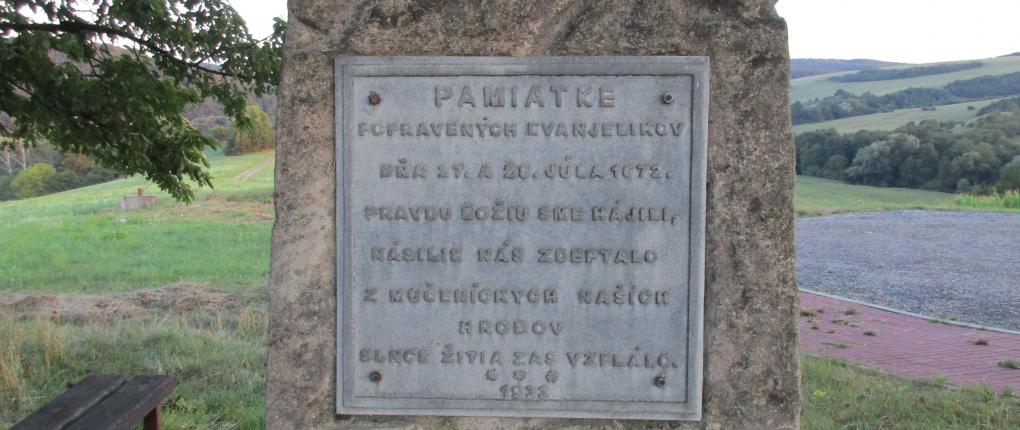 PAMIATKE
POPRAVENÝCH EVANJELIKOV
DŇA 27. A 28. JÚLA 1672.
PRAVDU BOŽIU SME HÁJILI,
NÁSILIE NÁS ZDEPTALO
Z MUČENÍCKYCH NAŠÍCH
HROBOV
SLNCE ŽITIA ZAS VZPLÁLO.
* * *
1933